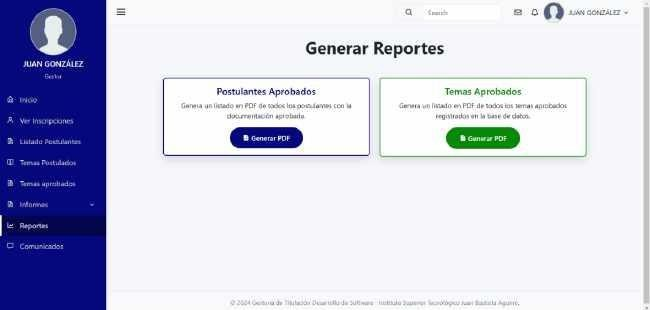 JUAN GONZÁLEZ
Gestor
Inicio
Ver Inscripciones
Listado Postulantes
Temas Postulados
Temas aprobados
Informes
Reportes
Comunicados
Search
JUAN GONZÁLEZ
Generar Reportes
Postulantes Aprobados
Genera un listado en PDF de todos los postulantes con la
documentación aprobada.
Generar PDF
Temas Aprobados
Genera un listado en PDF de todos los temas aprobados
registrados en la base de datos.
Generar PDF
© 2024 Gestoría de Titulación Desarrollo de Software - Instituto Superior Tecnológico Juan Bautista Aguirre.